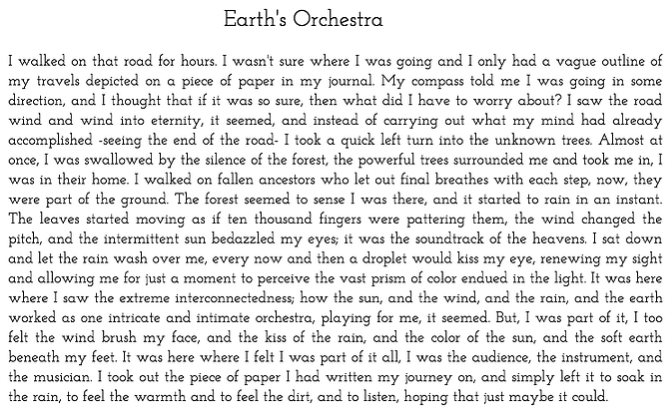 Earth's Orchestra
I walked on that road for hours. I wasn't sure where I was going and I only had a vague outline of
my travels depicted on a piece of paper in my journal. My compass told me I was going in some
direction, and I thought that if it was so sure, then what did I have to worry about? I saw the road
wind and wind into eternity, it seemed, and instead of carrying out what my mind had already
accomplished -seeing the end of the road- I took a quick left turn into the unknown trees. Almost at
once, I was swallowed by the silence of the forest, the powerful trees surrounded me and took me in, I
was in their home. I walked on fallen ancestors who let out final breathes with each step, now, they
were part of the ground. The forest seemed to sense I was there, and it started to rain in an instant.
The leaves started moving as if ten thousand fingers were pattering them, the wind changed the
pitch, and the intermittent sun bedazzled my eyes; it was the soundtrack of the heavens. I sat down
and let the rain wash over me, every now and then a droplet would kiss my eye, renewing my sight
and allowing me for just a moment to perceive the vast prism of color endued in the light. It was here
where I saw the extreme interconnectedness; how the sun, and the wind, and the rain, and the earth
worked as one intricate and intimate orchestra, playing for me, it seemed. But, I was part of it, I too
felt the wind brush my face, and the kiss of the rain, and the color of the sun, and the soft earth
beneath my feet. It was here where I felt I was part of it all, I was the audience, the instrument, and
the musician. I took out the piece of paper I had written my journey on, and simply left it to soak in
the rain, to feel the warmth and to feel the dirt, and to listen, hoping that just maybe it could.